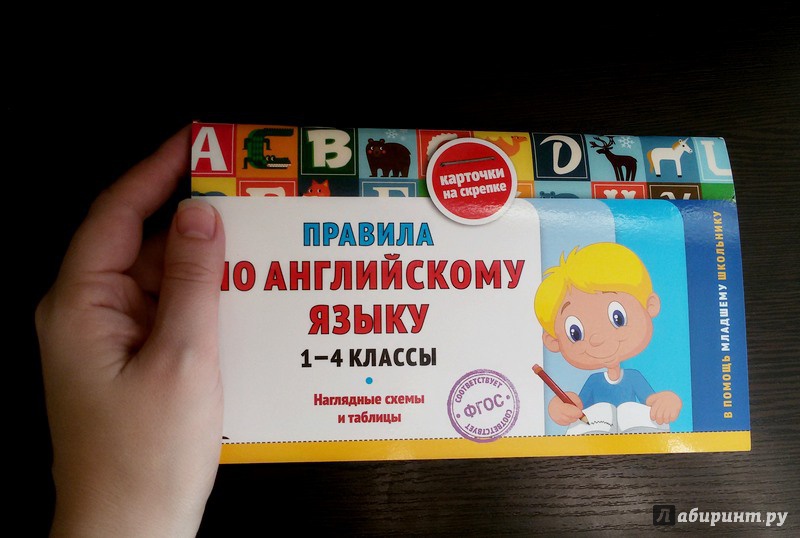 A B C D U
карточки
на скрепке
ПРАВИЛА
ПО АНГЛИЙСКОМУ
ЯЗЫКУ
1–4 КЛАССЫ
Наглядные схемы
и таблицы
СООТВЕТСТВУЕТ
ФГОС
СООТВЕТСТВУЕТ
В ПОМОЩЬ МЛАДШЕМУ ШКОЛЬНИКУ
Лабиринт.ру